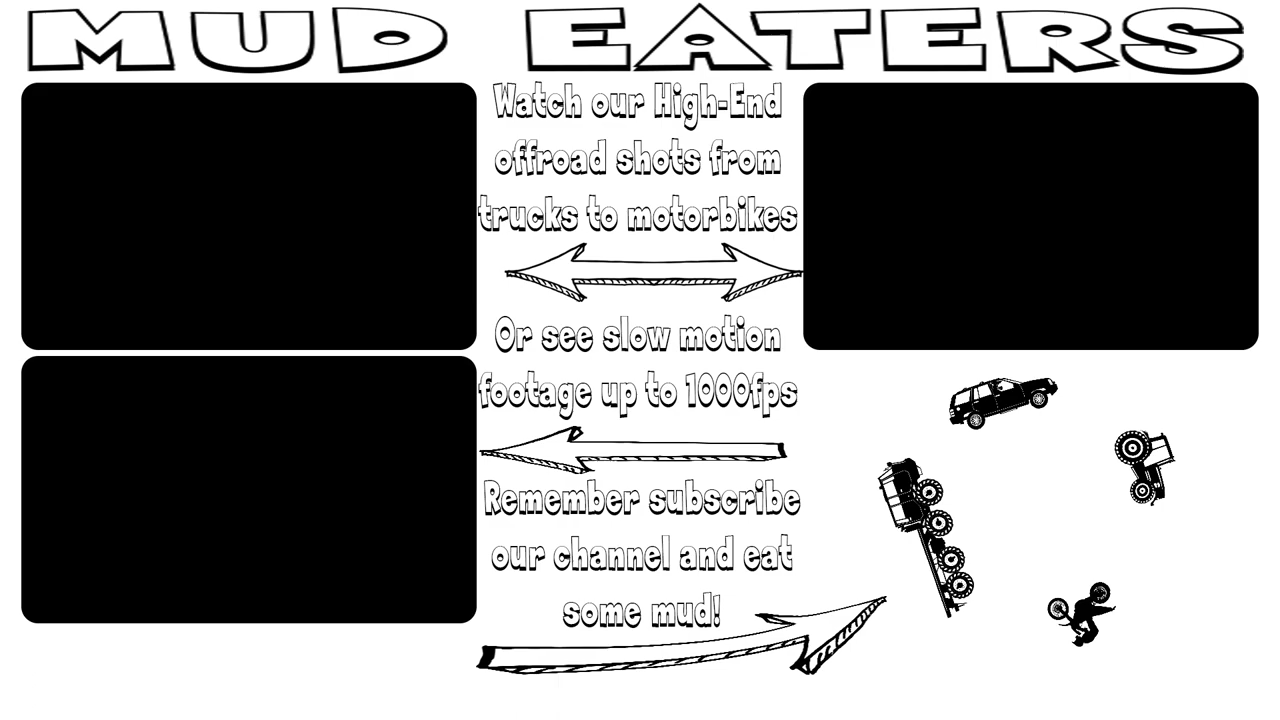 MUD EATERS
Watch our High-End
offroad shots from
trucks to motorbikes
Or see slow motion
footage up to 1000fps
Remember subscribe
our channel and eat
some mud!